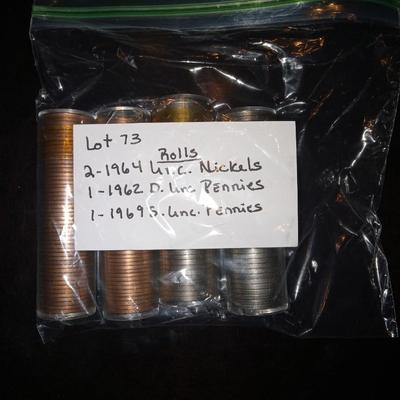 Lot 73
Rolls
2-1964 Unc. Nickels
1-1962 D. Unc. Pennies
1-1969 S. Unc. Pennies